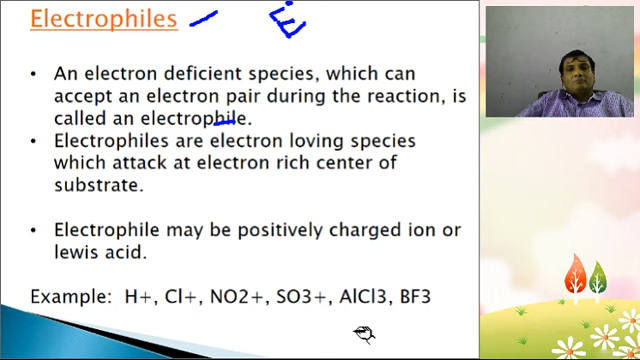 Electrophiles
• An electron deficient species, which can
accept an electron pair during the reaction, is
called an electrophile.
• Electrophiles are electron loving species
which attack at electron rich center of
substrate.
• Electrophile may be positively charged ion or
lewis acid.
Example: H+, Cl+, NO2+, SO3+, AlCl3, BF3